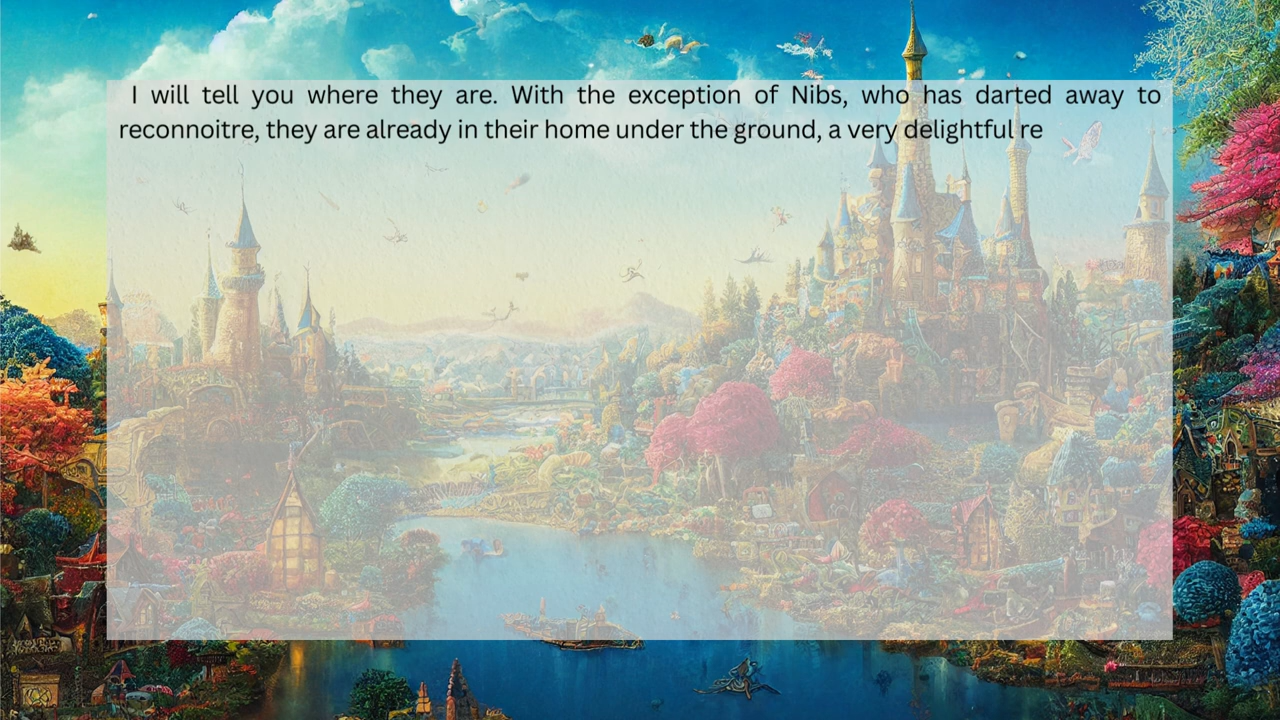 I will tell you where they are. With the exception of Nibs, who has darted away to
reconnoitre, they are already in their home under the ground, a very delightful re